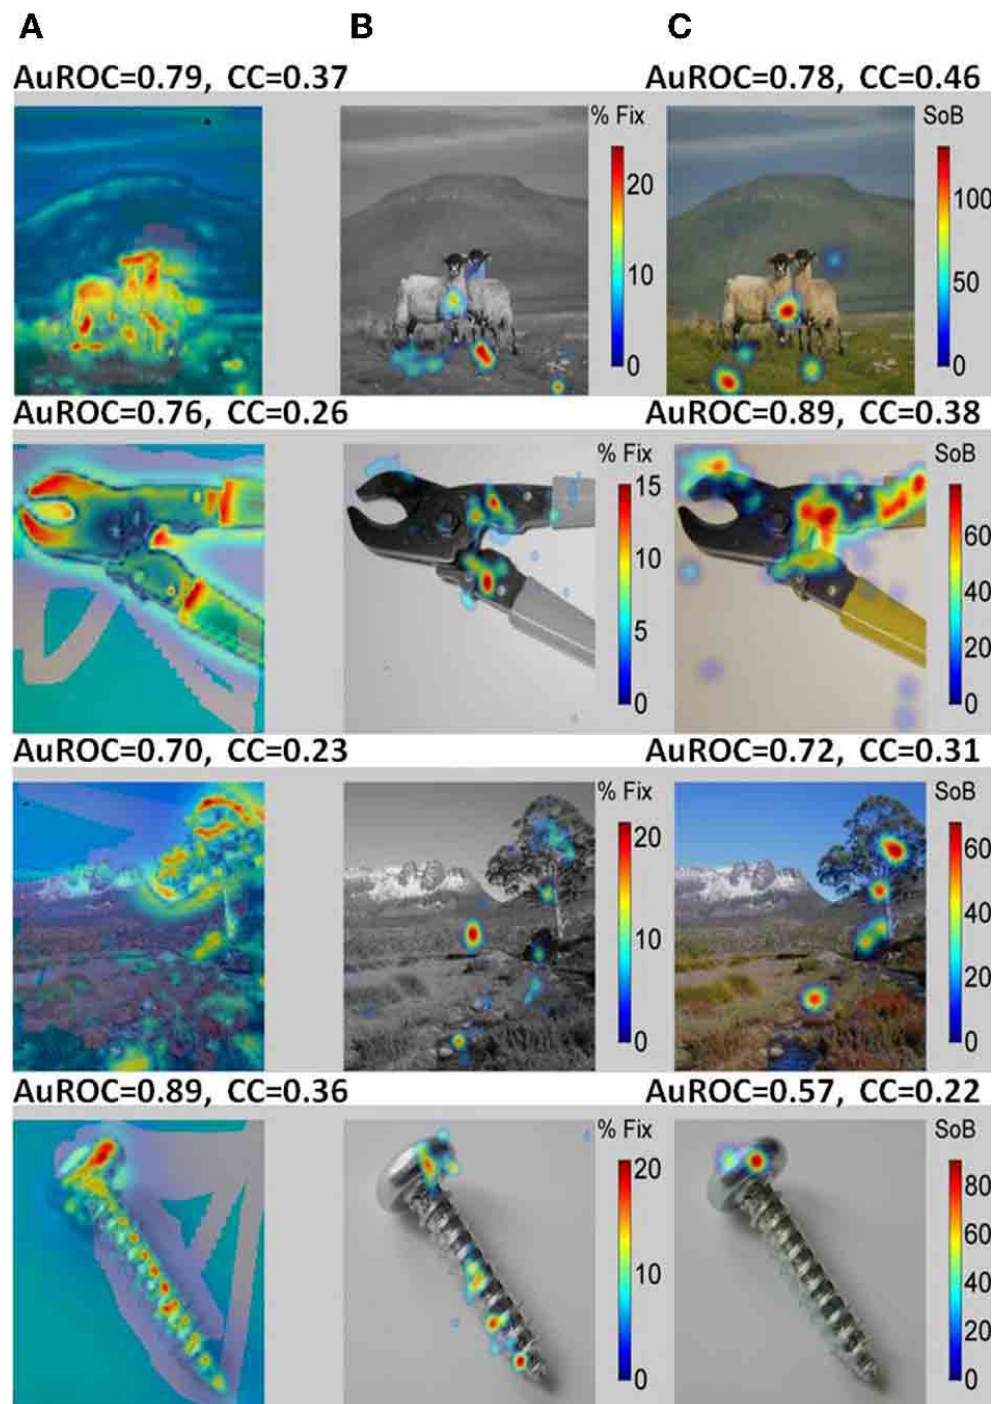 A B C
AuROC=0.79, CC=0.37 AuROC=0.78, CC=0.46
% Fix SoB
20 100
10 50
0 0
AuROC=0.76, CC=0.26 AuROC=0.89, CC=0.38
% Fix SoB
15
60
10
40
5
20
0 0
AuROC=0.70, CC=0.23 AuROC=0.72, CC=0.31
% Fix SoB
20 60
40
10
20
0 0
AuROC=0.89, CC=0.36 AuROC=0.57, CC=0.22
% Fix SoB
20 80
60
10 40
20
0 0